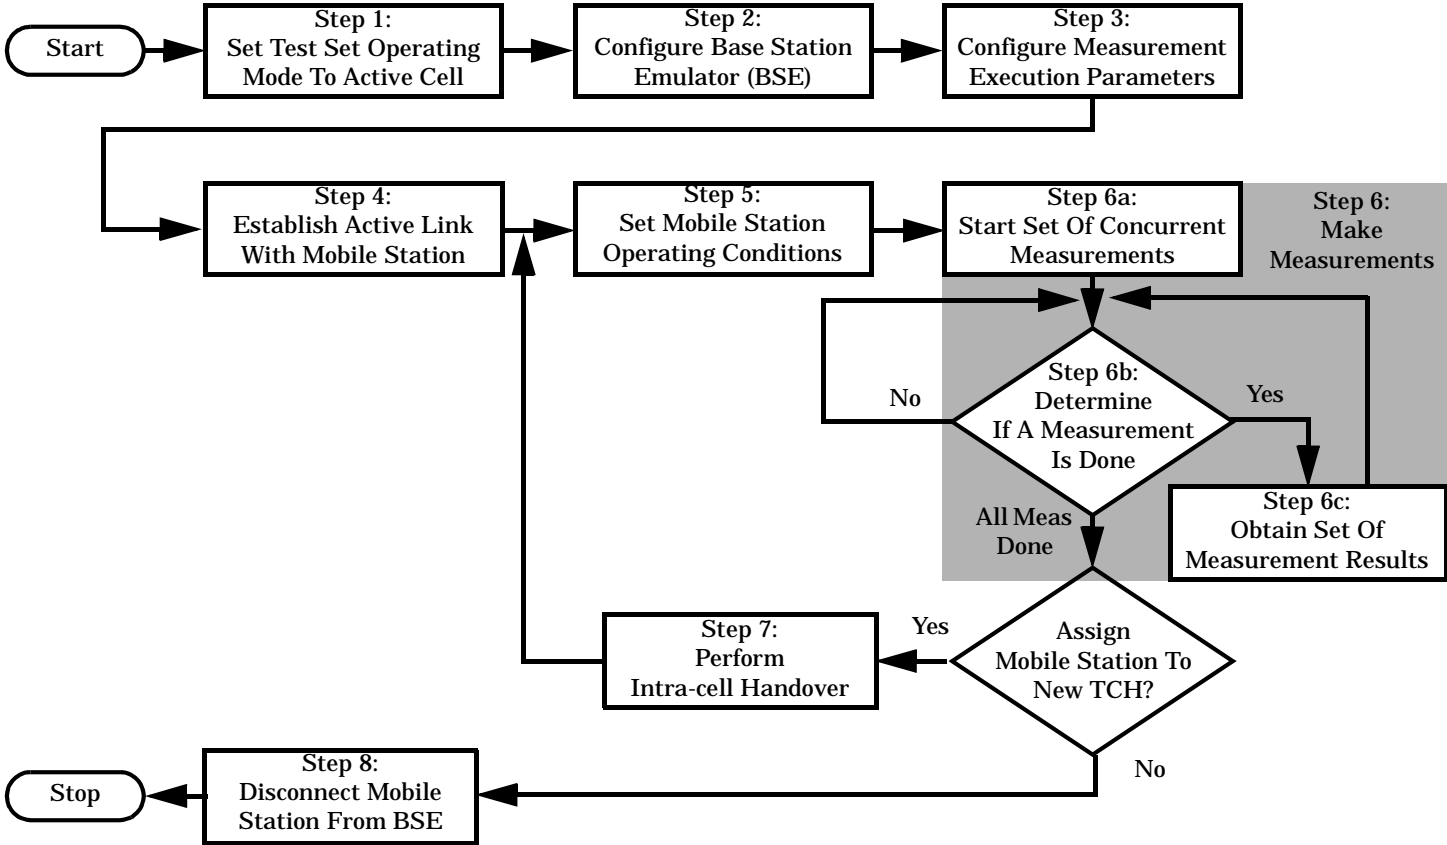 Start
Step 1:
Set Test Set Operating
Mode To Active Cell
Step 2:
Configure Base Station
Emulator (BSE)
Step 3:
Configure Measurement
Execution Parameters
Step 4:
Establish Active Link
With Mobile Station
Step 5:
Set Mobile Station
Operating Conditions
Step 6a:
Start Set Of Concurrent
Measurements
Step 6:
Make
Measurements
Step 6b:
Determine
If A Measurement
Is Done
No
Yes
Step 6c:
Obtain Set Of
Measurement Results
All Meas
Done
Assign
Mobile Station To
New TCH?
Yes
Step 7:
Perform
Intra-cell Handover
No
Step 8:
Disconnect Mobile
Station From BSE
Stop